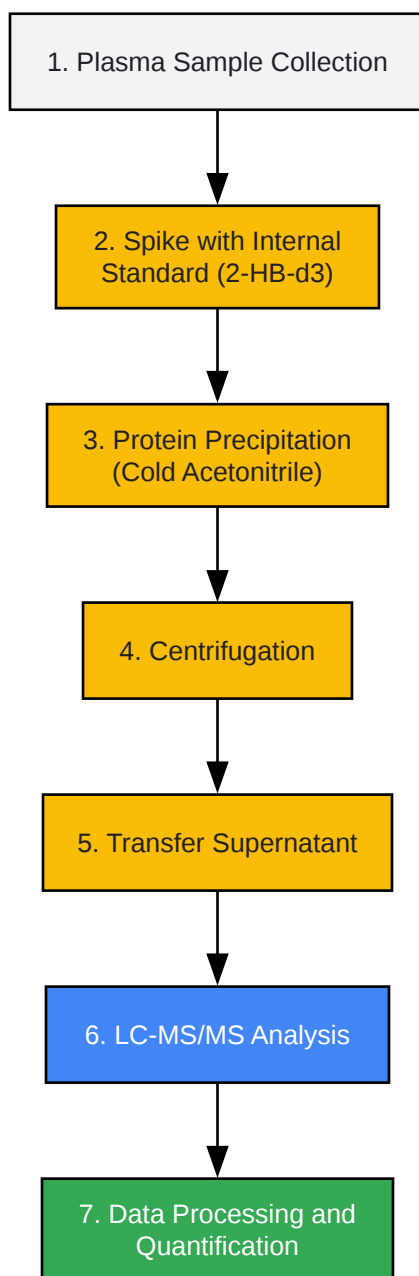 1. Plasma Sample Collection
2. Spike with Internal
Standard (2-HB-d3)
3. Protein Precipitation
(Cold Acetonitrile)
4. Centrifugation
5. Transfer Supernatant
6. LC-MS/MS Analysis
7. Data Processing and
Quantification